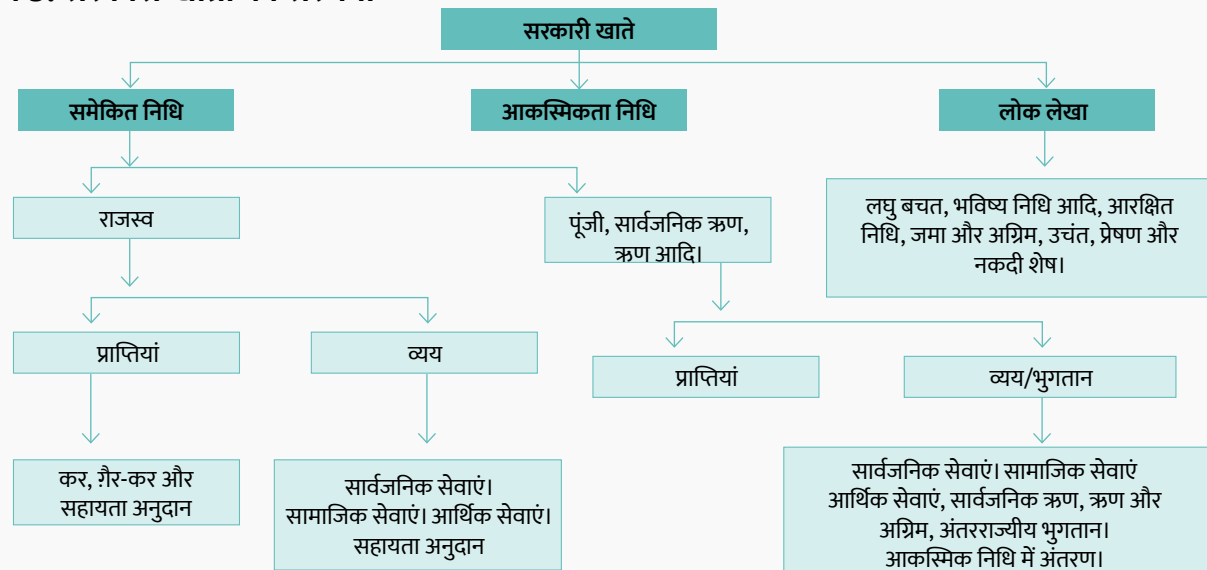 सरकारी खाते
समेकित निधि
आकस्मिकता निधि
लोक लेखा
राजस्व
पूंजी, सार्वजनिक ऋण,
ऋण आदि।
लघु बचत, भविष्य निधि आदि, आरक्षित
निधि, जमा और अग्रिम, उचंत, प्रेषण और
नकदी शेष।
प्राप्तियां
व्यय
प्राप्तियां
व्यय/भुगतान
कर, ग़ैर-कर और
सहायता अनुदान
सार्वजनिक सेवाएं।
सामाजिक सेवाएं। आर्थिक सेवाएं।
सहायता अनुदान
सार्वजनिक सेवाएं। सामाजिक सेवाएं
आर्थिक सेवाएं, सार्वजनिक ऋण, ऋण और
अग्रिम, अंतरराज्यीय भुगतान।
आकस्मिक निधि में अंतरण।